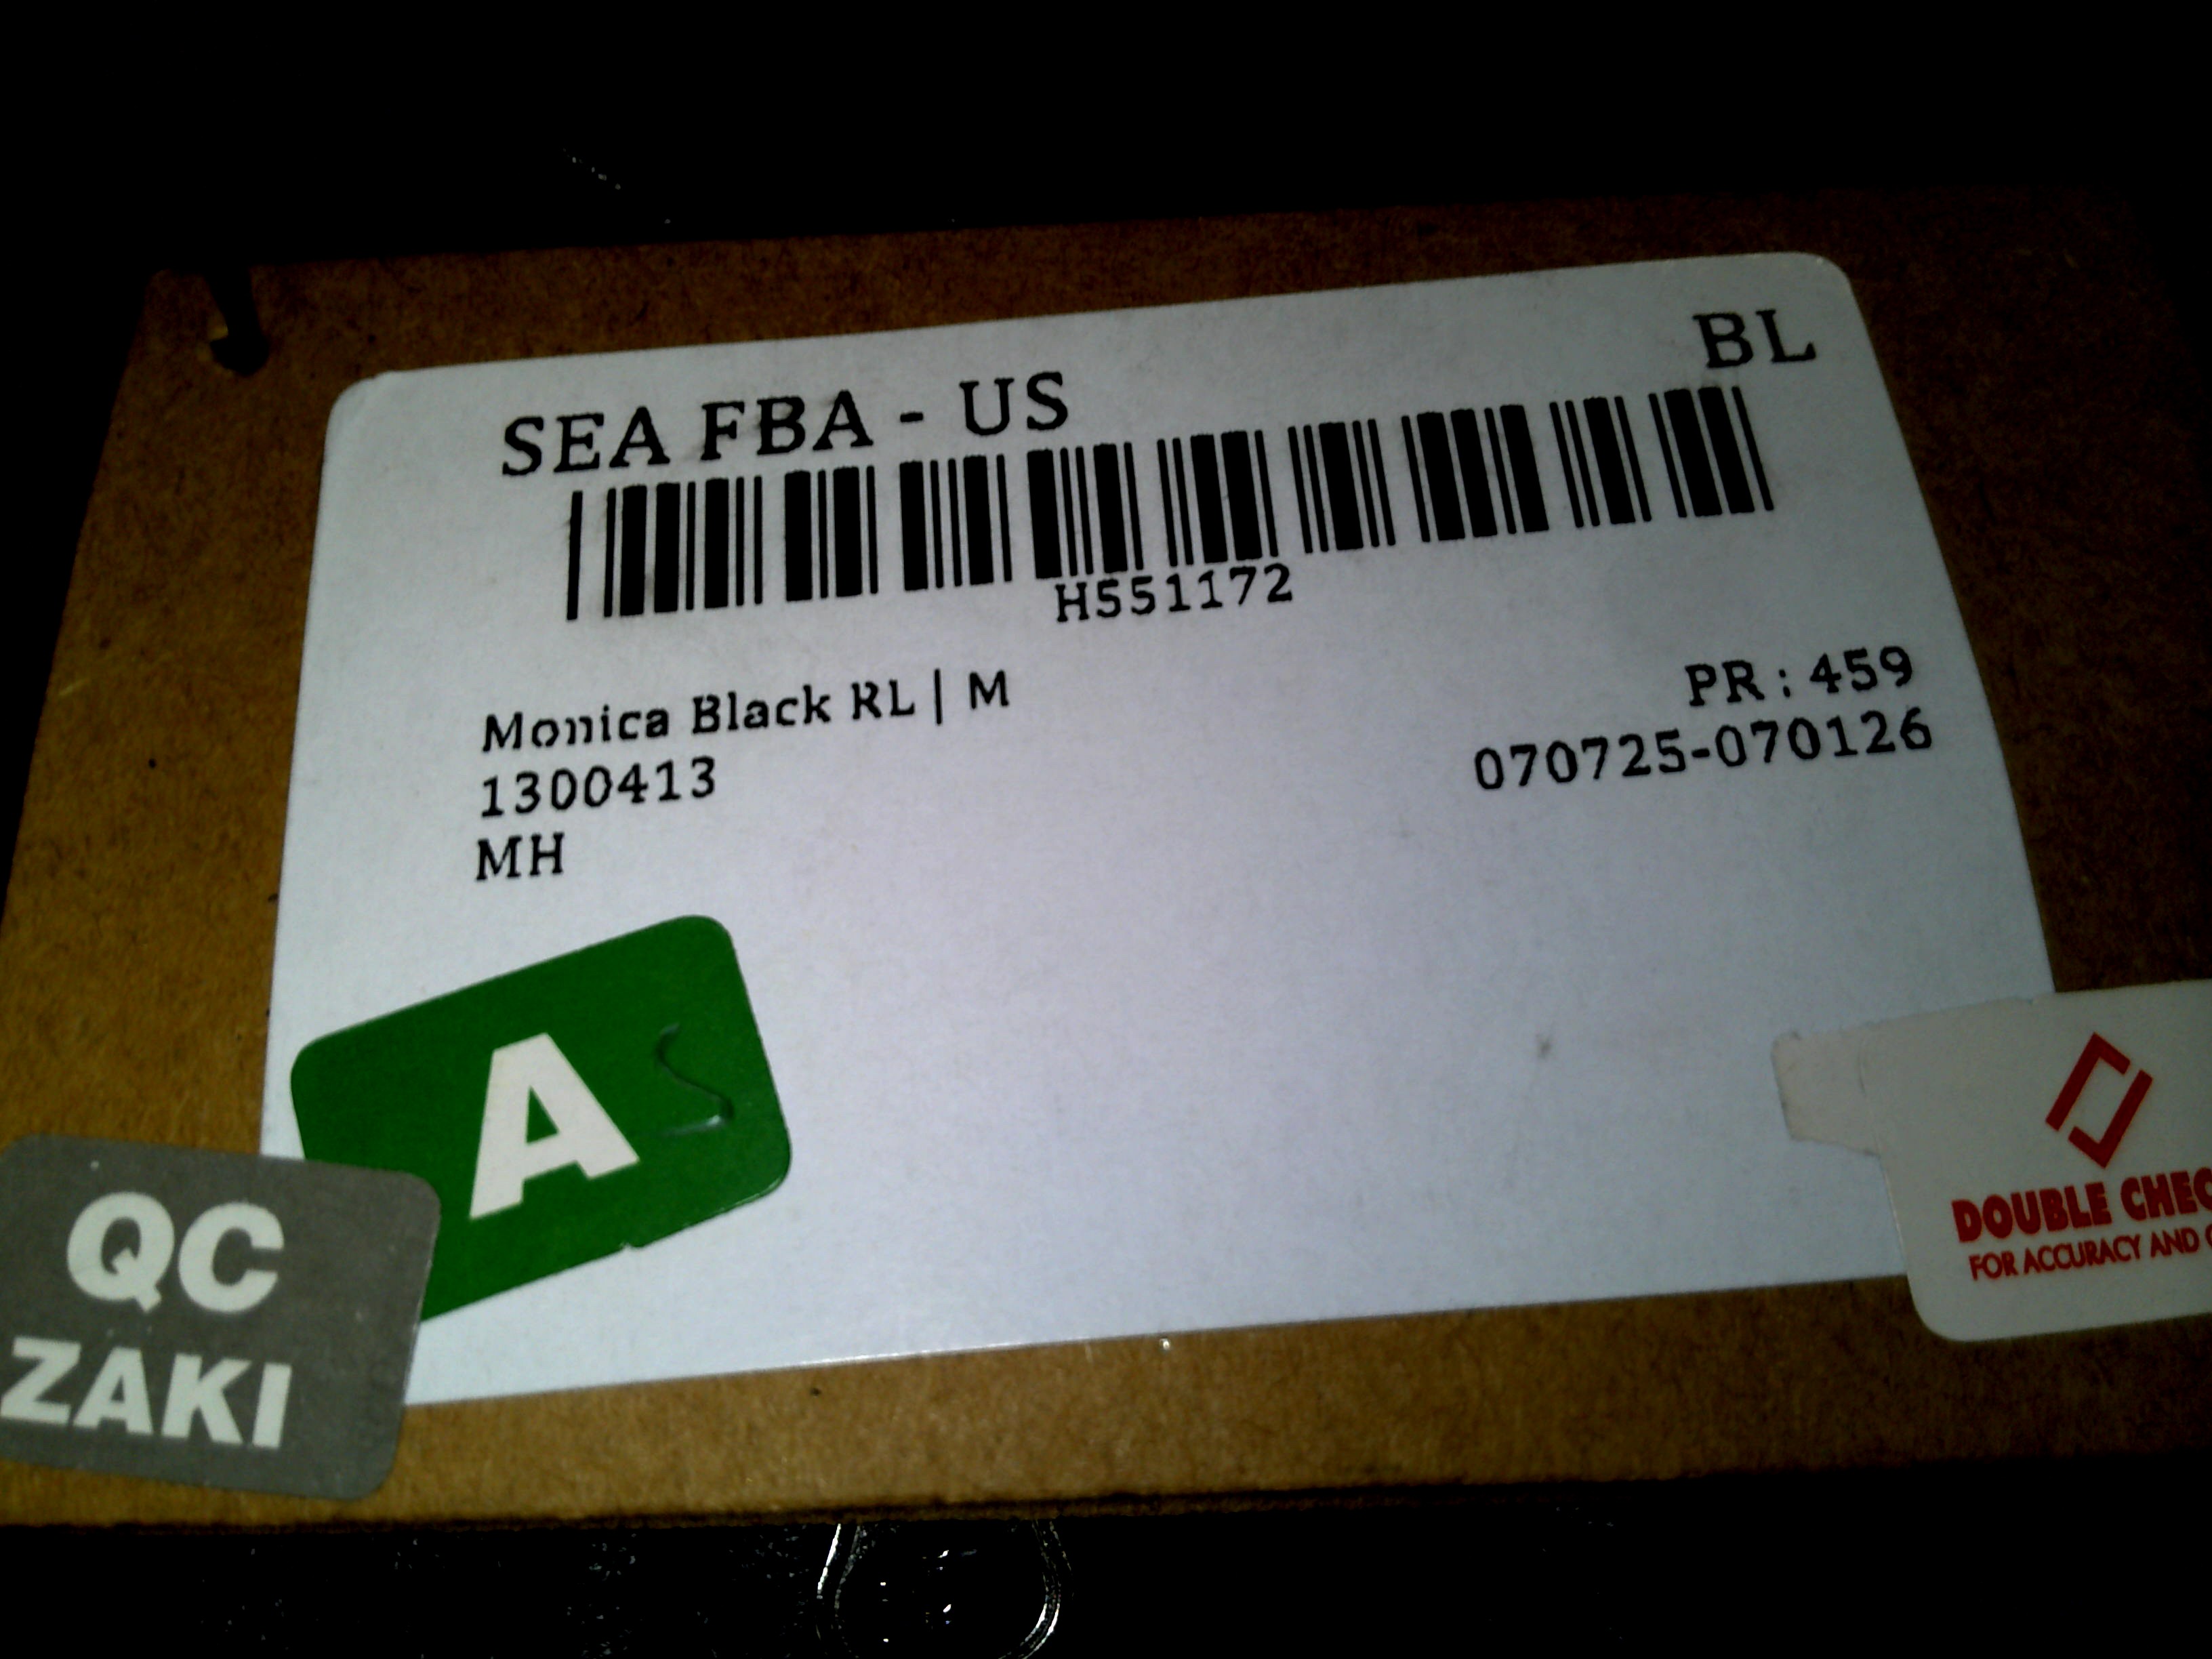 BL
SEA FBA - US
H551172
Monica Black RL | M
1300413
MH
PR : 459
070725-070126
A
QC
ZAKI
DOUBLE CHEC
FOR ACCURACY AND